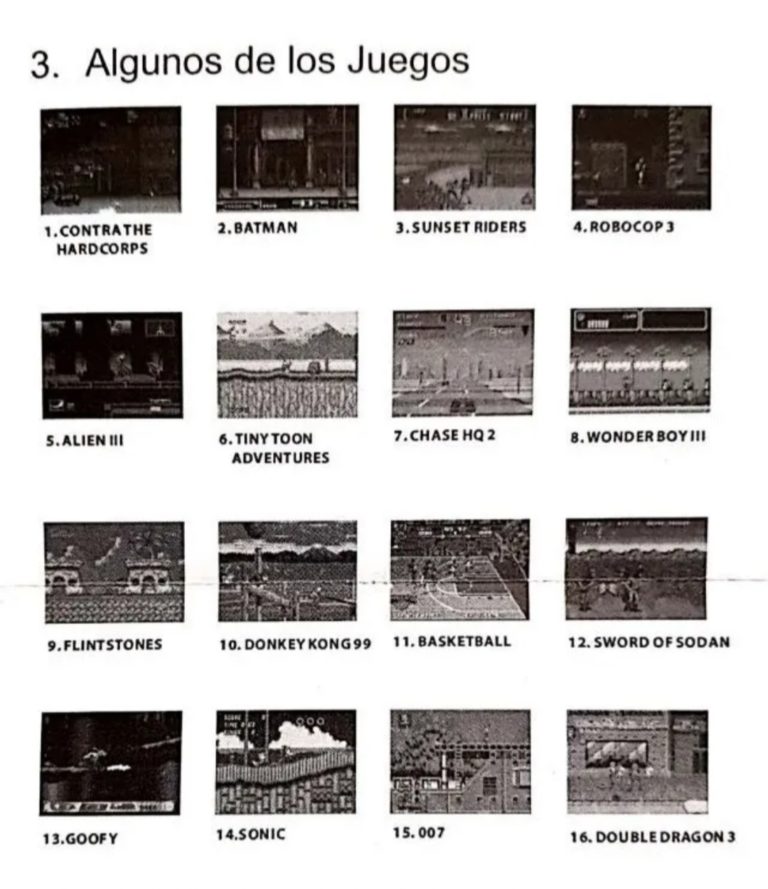 3. Algunos de los Juegos
1.CONTRA THE
HARDCORPS
2.BATMAN
3.SUNSET RIDERS
4.ROBOCOP 3
5.ALIEN III
6.TINY TOON
ADVENTURES
7.CHASE HQ 2
8.WONDER BOY III
9.FLINTSTONES
10. DONKEY KONG 99
11. BASKETBALL
12. SWORD OF SODAN
13.GOOFY
14.SONIC
15. 007
16. DOUBLE DRAGON 3